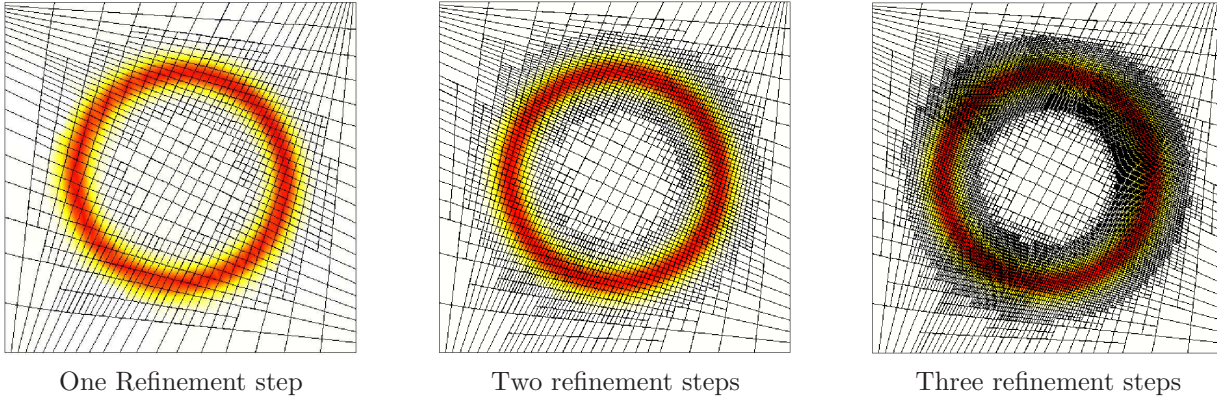 One Refinement step
Two refinement steps
Three refinement steps